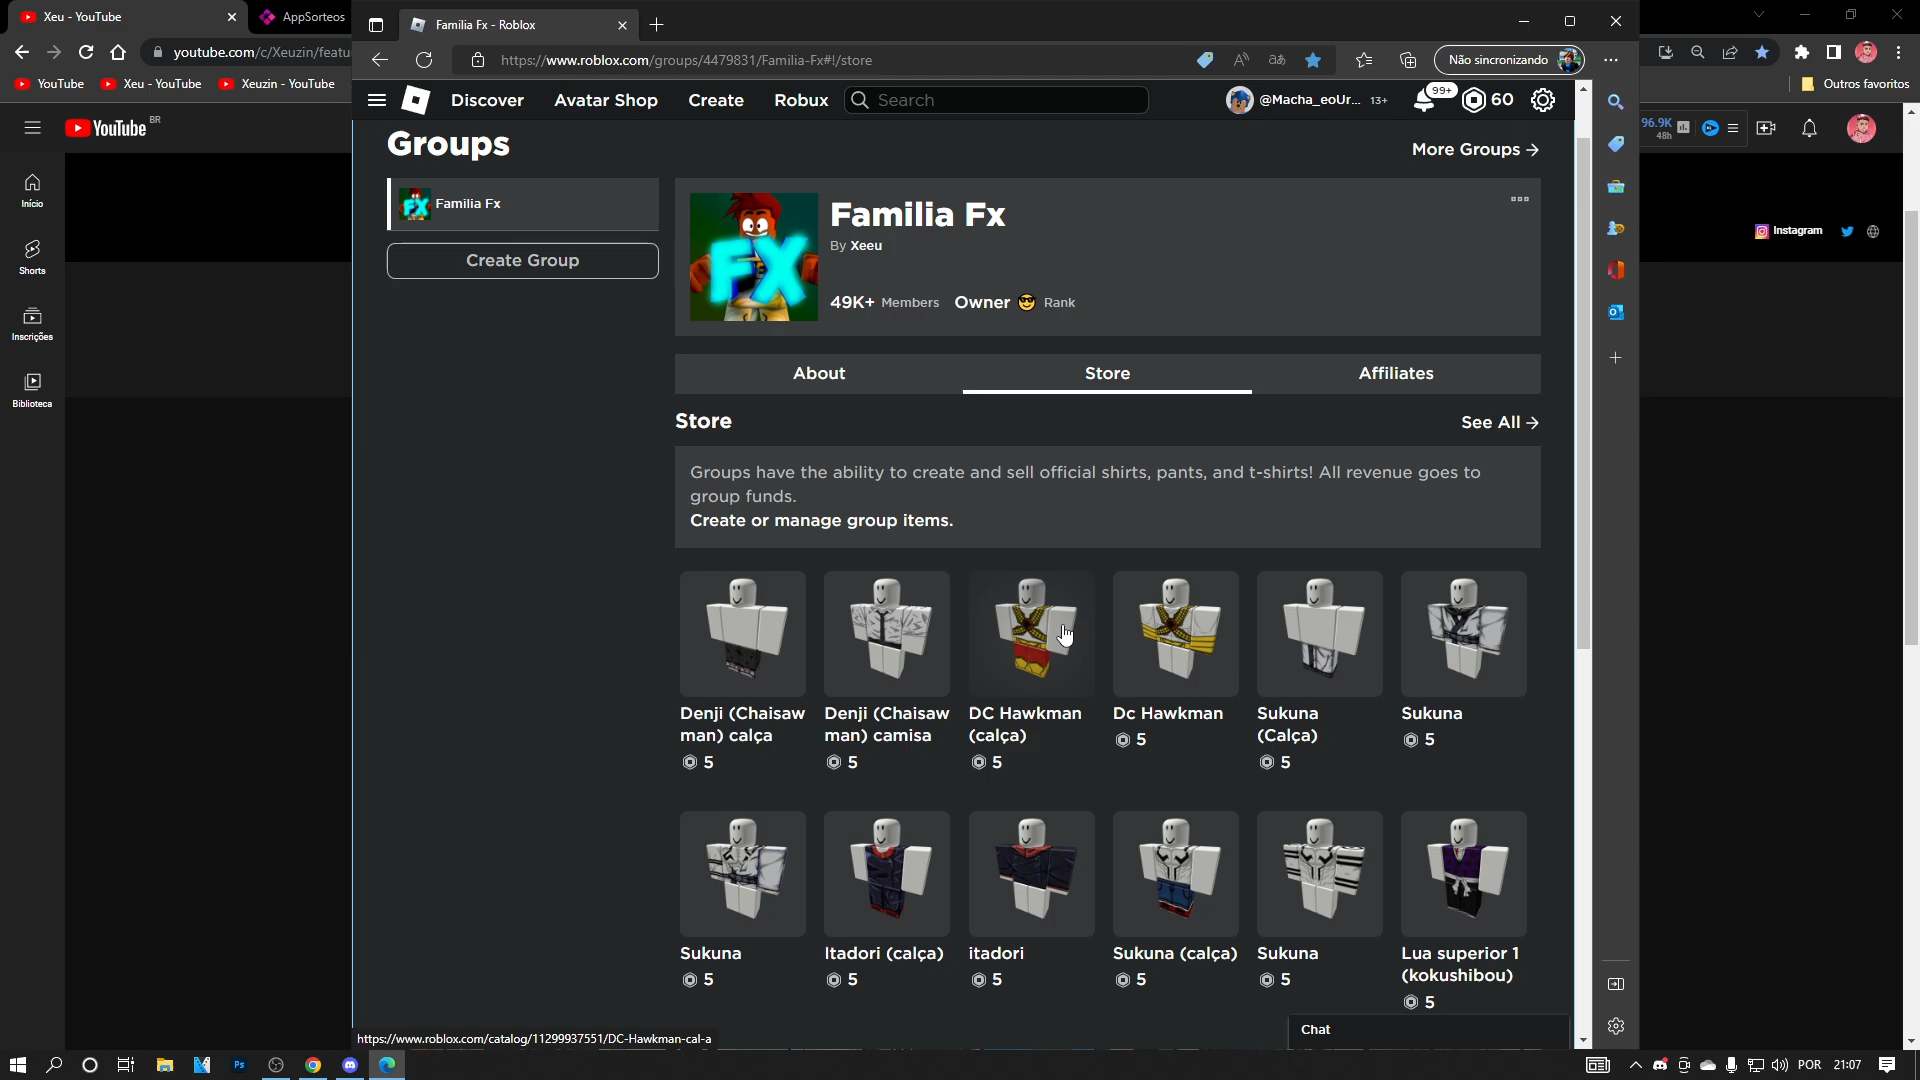 Xeu - YouTube
AppSorteos
Familia Fx - Roblox
youtube.com/c/Xeuzin/featu
https://www.roblox.com/groups/4479831/Familia-Fx#!/store
Não sincronizando
YouTube
Xeu - YouTube
Xeuzin - YouTube
Outros favoritos
Discover
Avatar Shop
Create
Robux
Search
@Macha_eoUr...
13+
99+
60
YouTube
BR
96.9K
48h
Groups
More Groups
Início
Shorts
Inscrições
Biblioteca
Familia Fx
Create Group
FX
Familia Fx
By Xeeu
49K+ Members
Owner 😎 Rank
Instagram
About
Store
Affiliates
Store
See All
Groups have the ability to create and sell official shirts, pants, and t-shirts! All revenue goes to
group funds.
Create or manage group items.
Denji (Chaisaw
man) calça
5
Denji (Chaisaw
man) camisa
5
DC Hawkman
(calça)
5
Dc Hawkman
5
Sukuna
(Calça)
5
Sukuna
5
Sukuna
5
Itadori (calça)
5
itadori
5
Sukuna (calça)
5
Sukuna
5
Lua superior 1
(kokushibou)
5
Chat
https://www.roblox.com/catalog/11299937551/DC-Hawkman-cal-a
Ps
POR
21:07